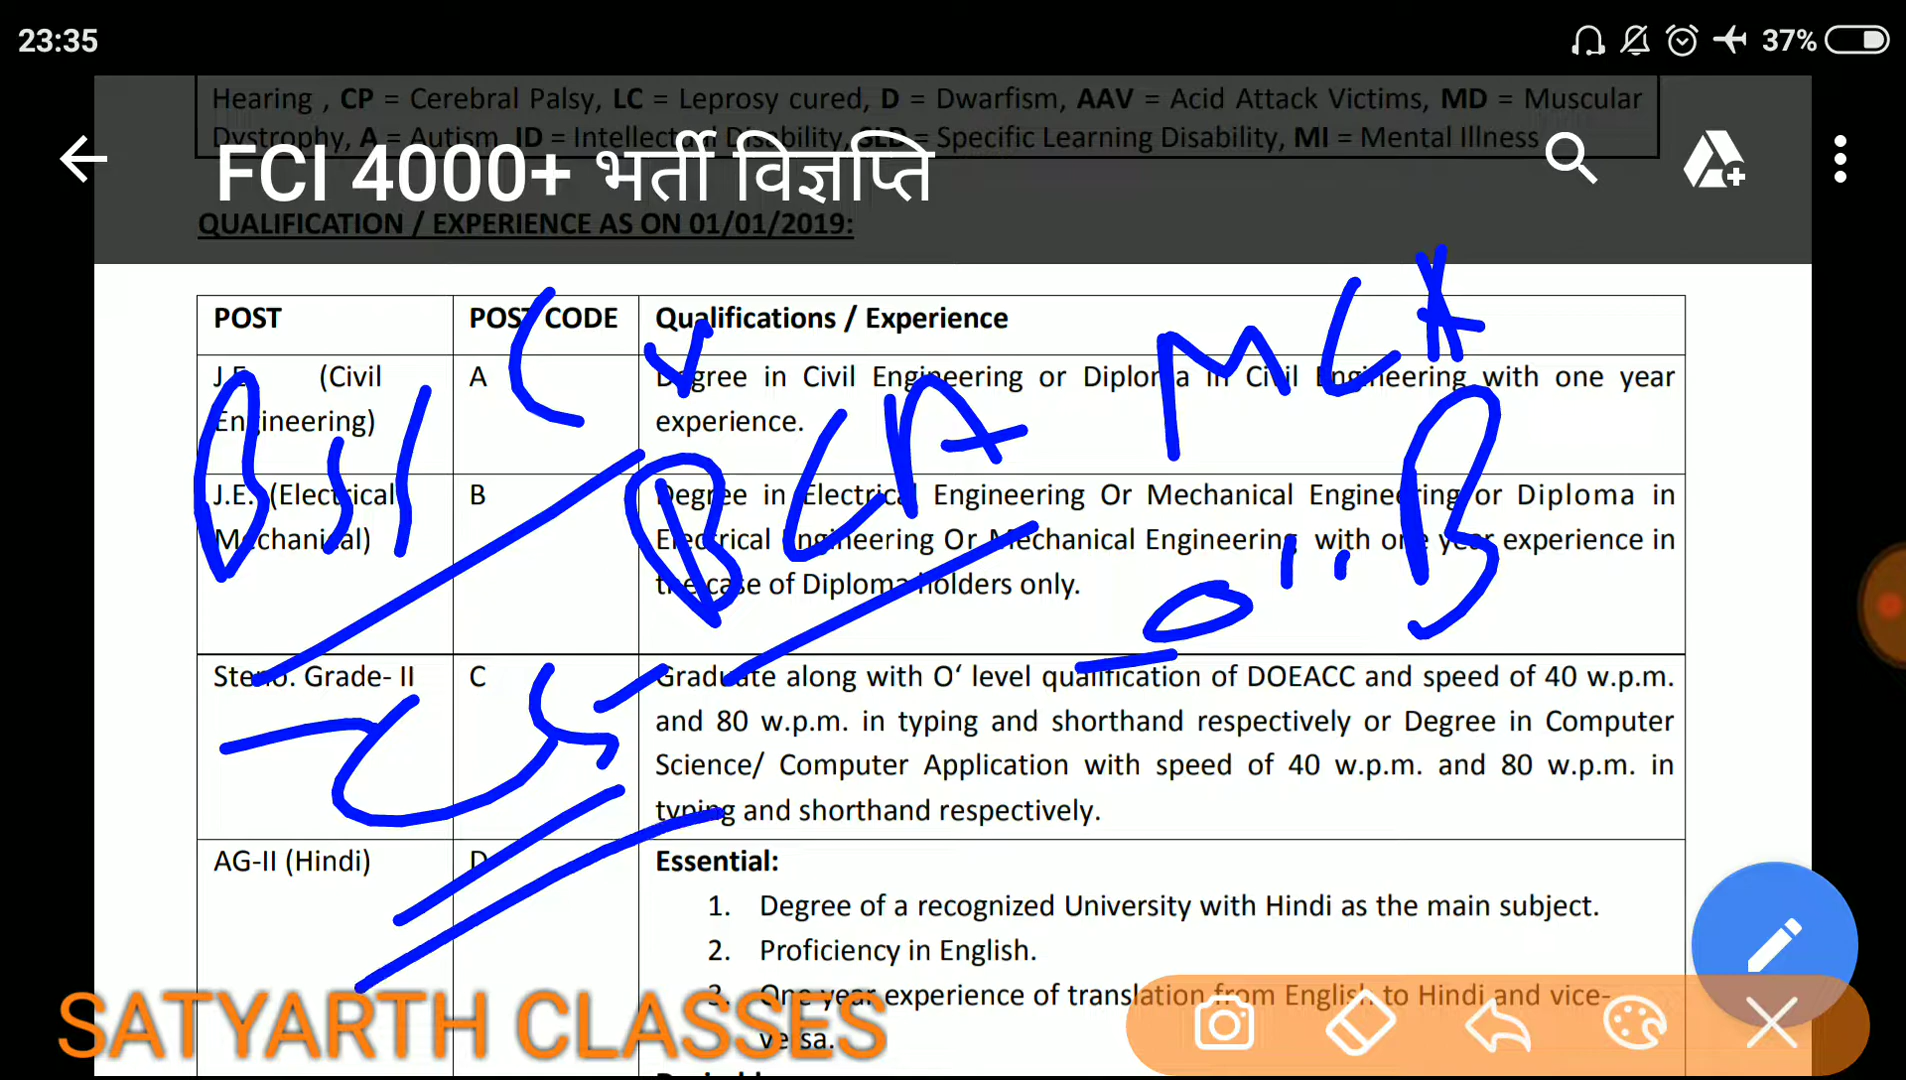 23:35
37%
Hearing , CP = Cerebral Palsy, LC = Leprosy cured, D = Dwarfism, AAV = Acid Attack Victims, MD = Muscular
Dystrophy, A = Autism, ID = Intellectual Disability, SLD = Specific Learning Disability, MI = Mental Illness
FCI 4000+ भर्ती विज्ञप्ति
QUALIFICATION / EXPERIENCE AS ON 01/01/2019:
POST POST CODE Qualifications / Experience
J.E. (Civil A Degree in Civil Engineering or Diploma in Civil Engineering with one year
Engineering) experience.
J.E. (Electrical B Degree in Electrical Engineering Or Mechanical Engineering or Diploma in
Mechanical) Electrical Engineering Or Mechanical Engineering with one year experience in
the case of Diploma holders only.
MCA
BCA
B
Steno. Grade- II C Graduate along with O‘ level qualification of DOEACC and speed of 40 w.p.m.
and 80 w.p.m. in typing and shorthand respectively or Degree in Computer
Science/ Computer Application with speed of 40 w.p.m. and 80 w.p.m. in
typing and shorthand respectively.
CS
AG-II (Hindi) D Essential:
1. Degree of a recognized University with Hindi as the main subject.
2. Proficiency in English.
3. One year experience of translation from English to Hindi and vice-
versa.
SATYARTH CLASSES